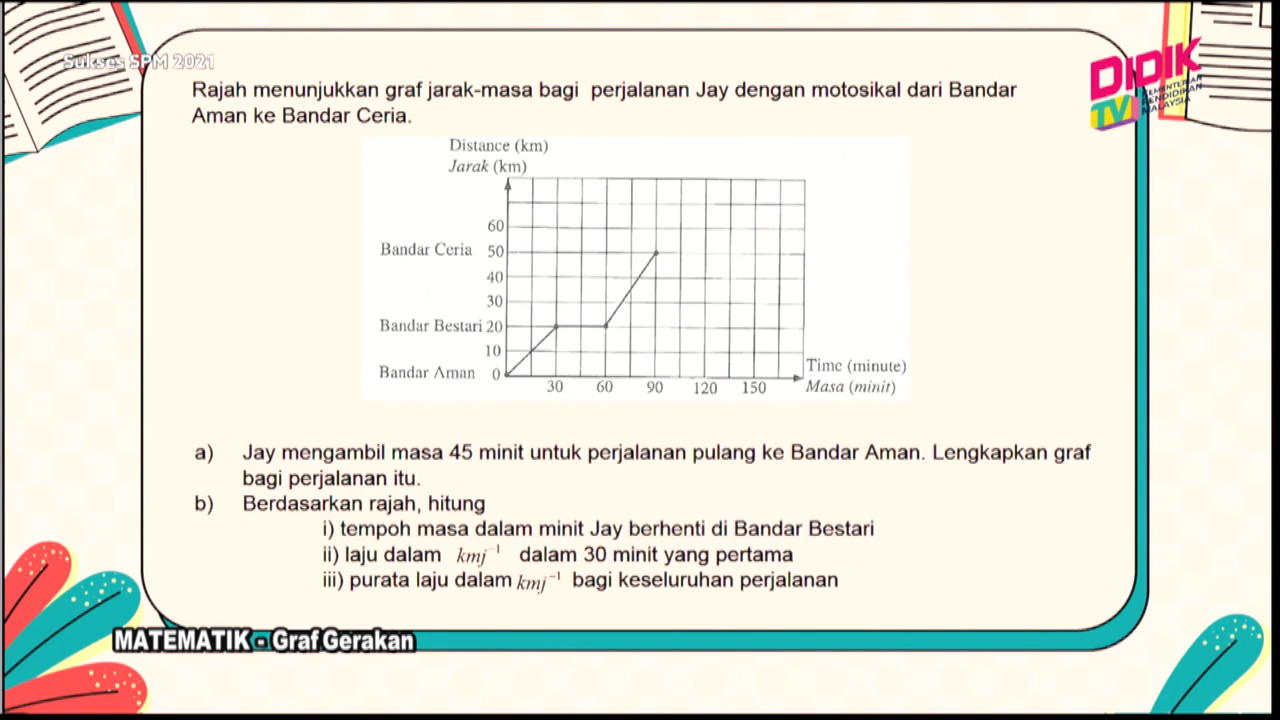 Sukses SPM 2021
DIDIK
TV
KEMENTERIAN
PENDIDIKAN
MALAYSIA
Rajah menunjukkan graf jarak-masa bagi perjalanan Jay dengan motosikal dari Bandar
Aman ke Bandar Ceria.
Distance (km)
Jarak (km)
60
Bandar Ceria 50
40
30
Bandar Bestari 20
10
Bandar Aman 0
30 60 90 120 150
Time (minute)
Masa (minit)
a) Jay mengambil masa 45 minit untuk perjalanan pulang ke Bandar Aman. Lengkapkan graf
bagi perjalanan itu.
b) Berdasarkan rajah, hitung
i) tempoh masa dalam minit Jay berhenti di Bandar Bestari
ii) laju dalam kmj⁻¹ dalam 30 minit yang pertama
iii) purata laju dalam kmj⁻¹ bagi keseluruhan perjalanan
MATEMATIK - Graf Gerakan